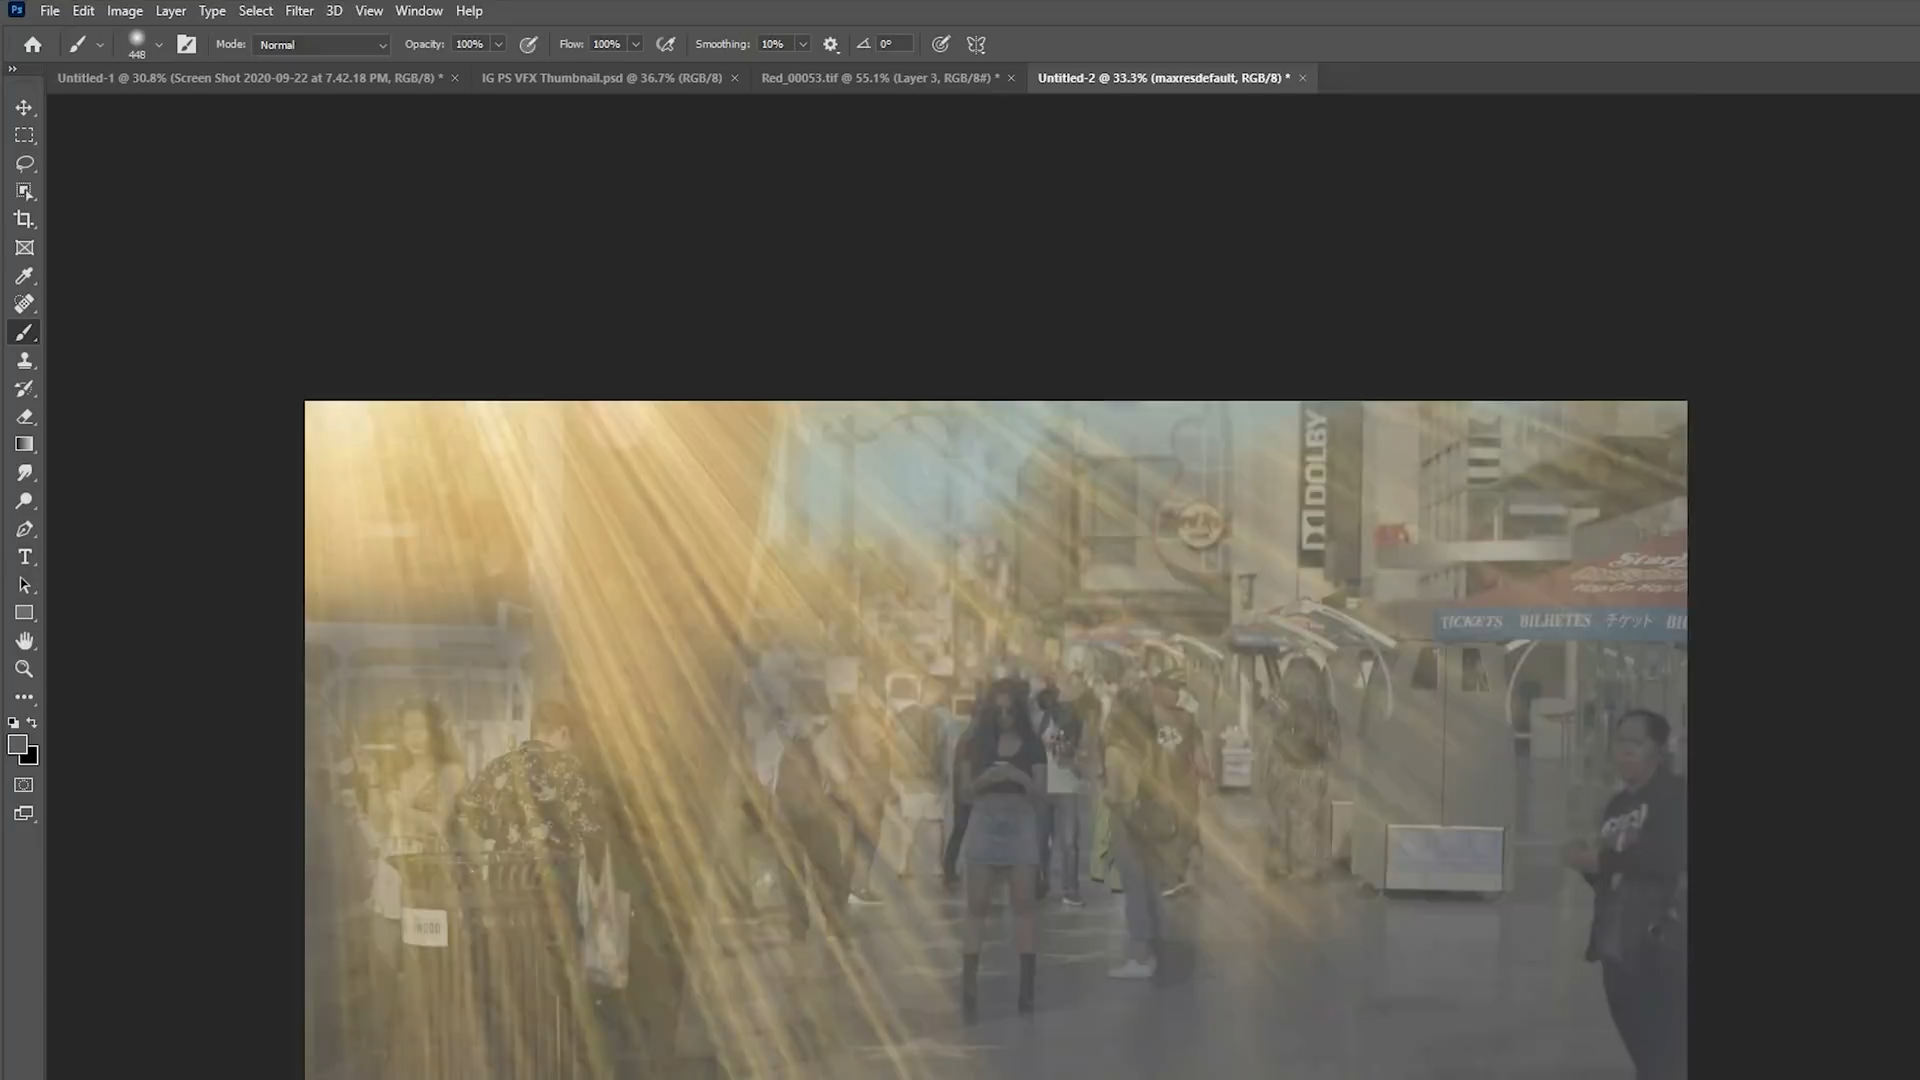 Ps File Edit Image Layer Type Select Filter 3D View Window Help
448 Mode: Normal Opacity: 100% Flow: 100% Smoothing: 10% 0°
Untitled-1 @ 30.8% (Screen Shot 2020-09-22 at 7.42.18 PM, RGB/8) * × IG PS VFX Thumbnail.psd @ 36.7% (RGB/8) × Red_00053.tif @ 55.1% (Layer 3, RGB/8#) * × Untitled-2 @ 33.3% (maxresdefault, RGB/8) * ×
DOLBY
TICKETS BILHETES チケット
WOOD